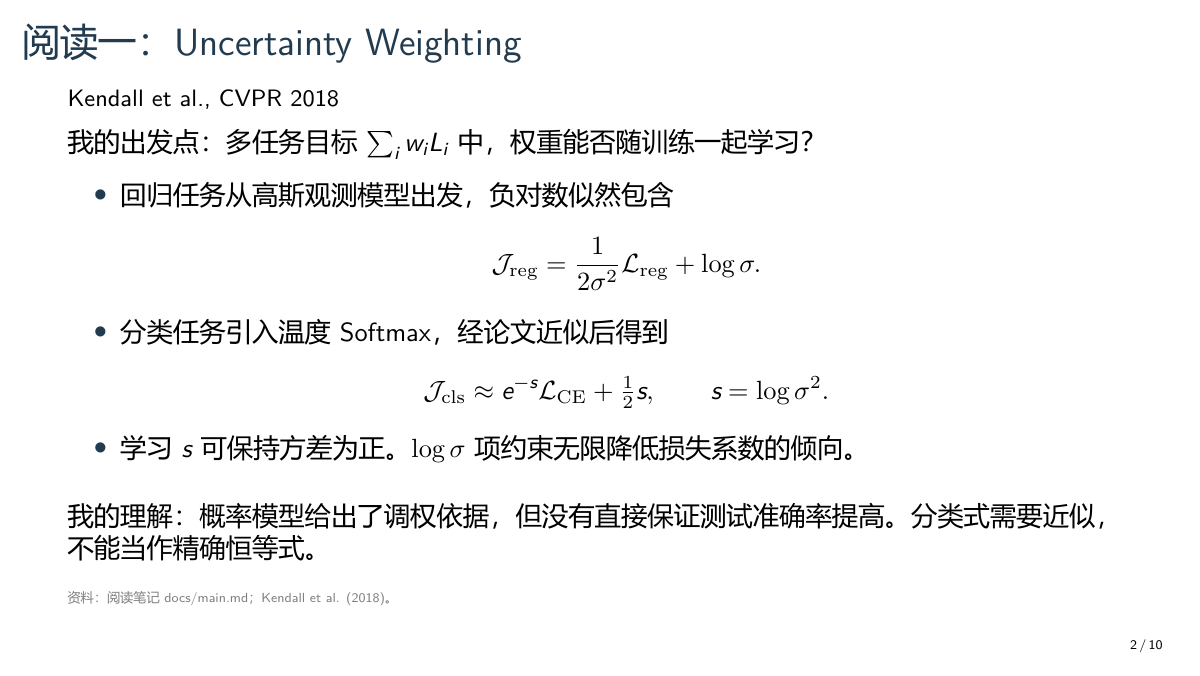 阅读一：Uncertainty Weighting
Kendall et al., CVPR 2018
我的出发点：多任务目标 ∑ᵢ wᵢLᵢ 中，权重能否随训练一起学习？
• 回归任务从高斯观测模型出发，负对数似然包含
𝒥_reg = \frac{1}{2σ²} ℒ_reg + log σ.
• 分类任务引入温度 Softmax，经论文近似后得到
𝒥_cls ≈ e^{−s}ℒ_CE + ½s, s = log σ².
• 学习 s 可保持方差为正。log σ 项约束无限降低损失系数的倾向。
我的理解：概率模型给出了调权依据，但没有直接保证测试准确率提高。分类式需要近似，
不能当作精确恒等式。
资料：阅读笔记 docs/main.md；Kendall et al. (2018)。
2 / 10